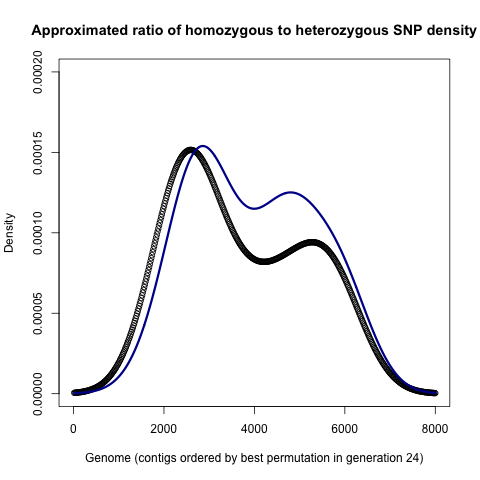 Approximated ratio of homozygous to heterozygous SNP density
0.00020
0.00015
0.00010
0.00005
0.00000
Density
0 2000 4000 6000 8000
Genome (contigs ordered by best permutation in generation 24)